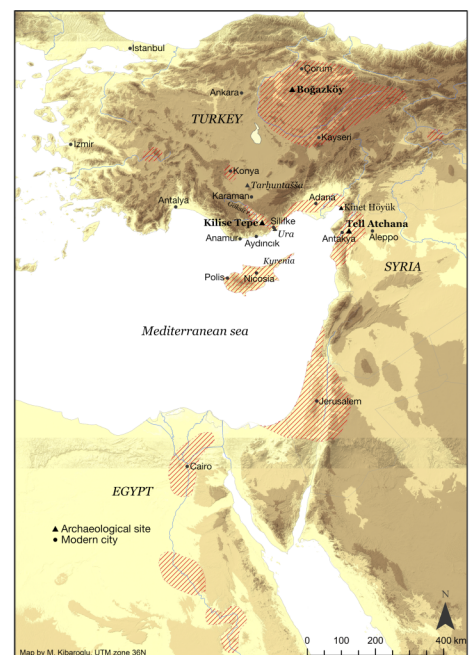 Istanbul
Çorum
Ankara
Boğazköy
TURKEY
Izmir
Kayseri
Konya
Tarhuntašša
Karaman
Adana
Kinet Höyük
Antalya
Kilise Tepe
Silifke
Tell Atchana
Ura
Anamur
Aydıncık
Antakya
Aleppo
Kyrenia
SYRIA
Polis
Nicosia
Mediterranean sea
Jerusalem
Cairo
EGYPT
Archaeological site
Modern city
N
0 100 200 400 km
Map by M. Kibaroglu, UTM zone 36N